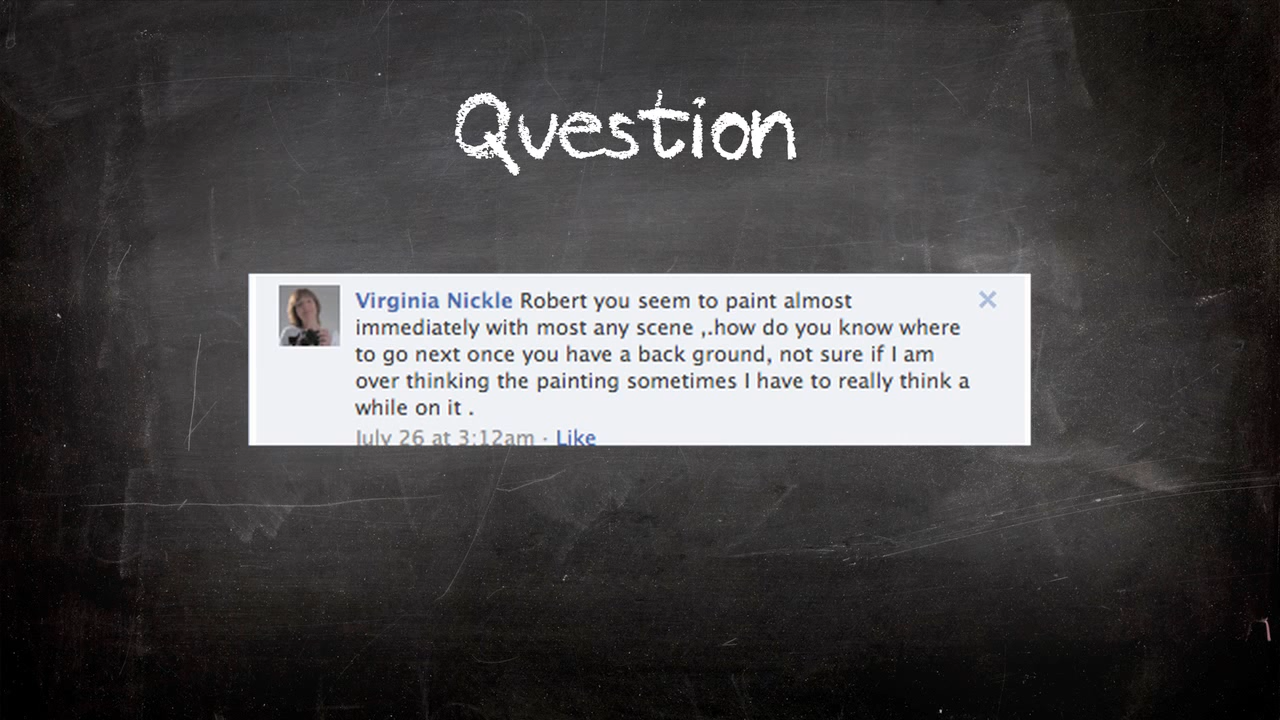 Question
Virginia Nickle Robert you seem to paint almost
immediately with most any scene ,.how do you know where
to go next once you have a back ground, not sure if I am
over thinking the painting sometimes I have to really think a
while on it .
July 26 at 3:12am · Like